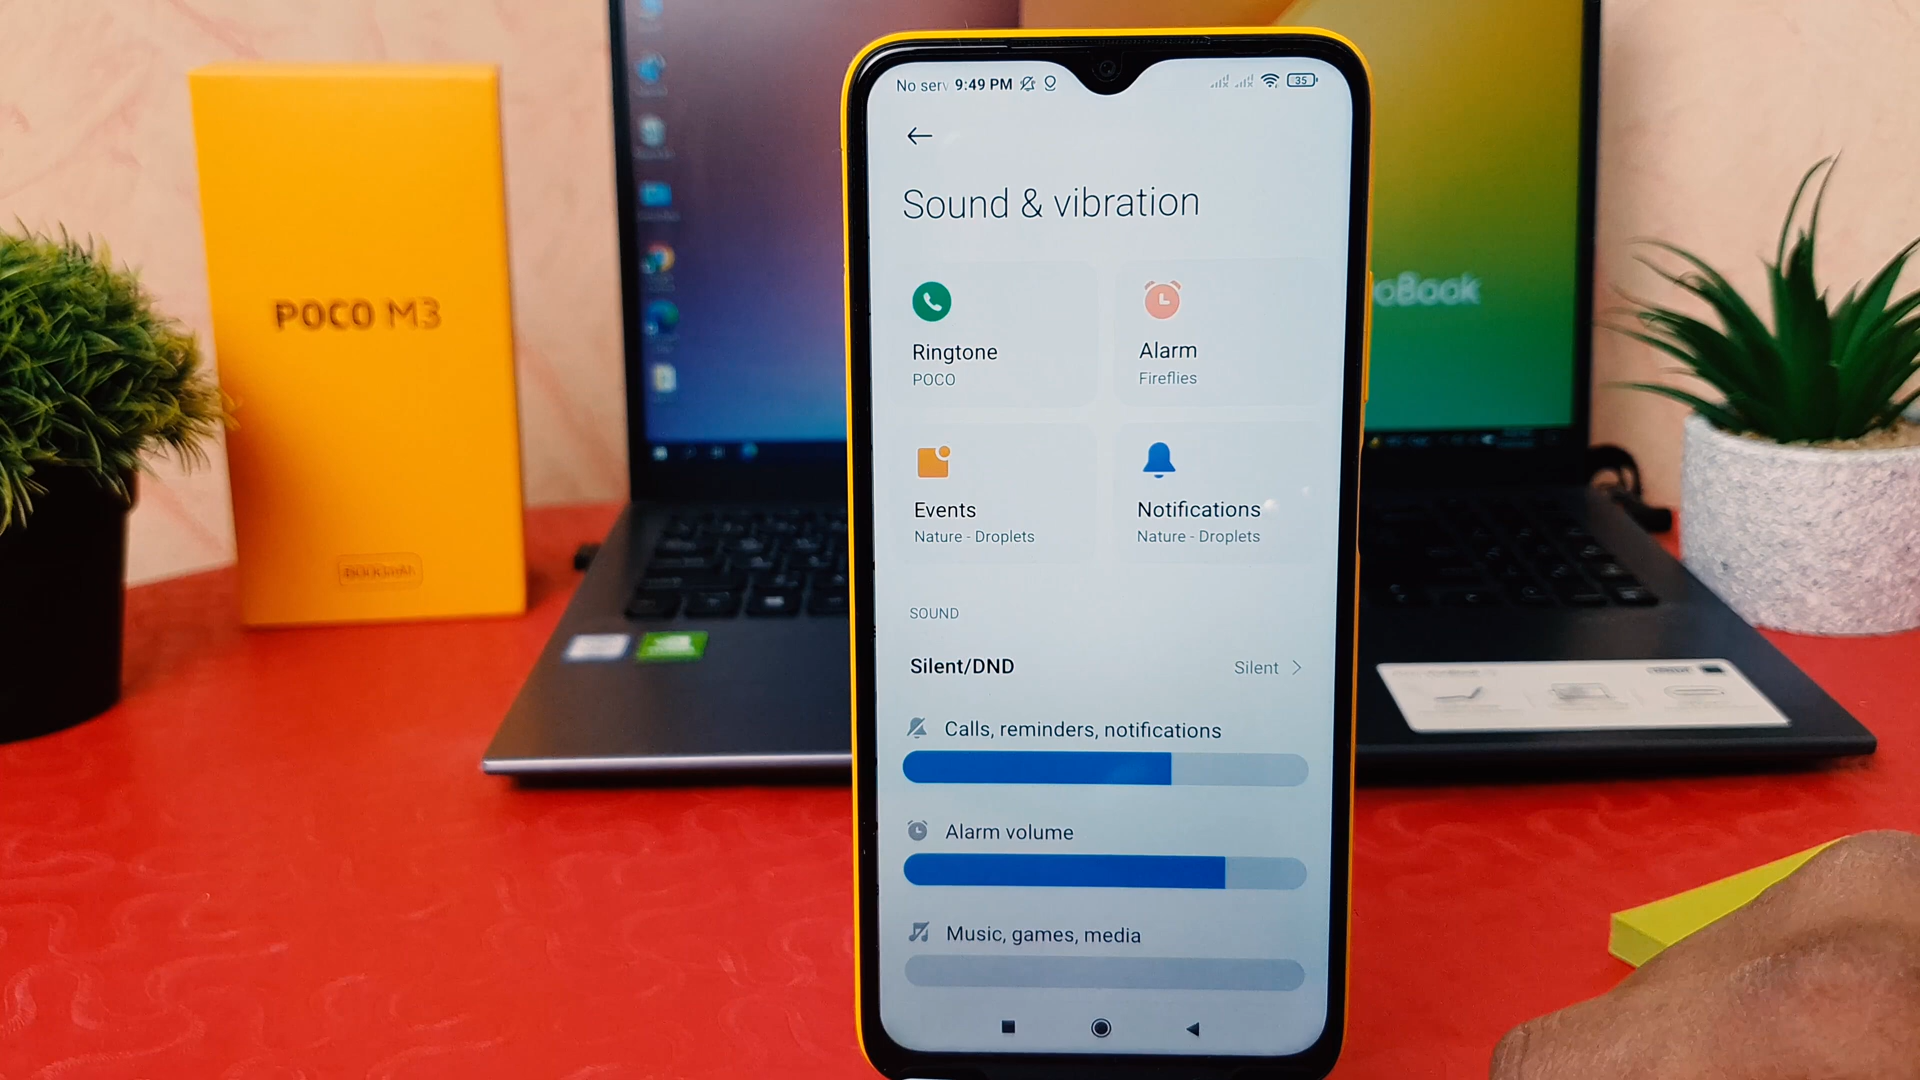 POCO M3
6000mAh
No serv 9:49 PM
35
Sound & vibration
Ringtone
POCO
Alarm
Fireflies
Events
Nature - Droplets
Notifications
Nature - Droplets
SOUND
Silent/DND
Silent
Calls, reminders, notifications
Alarm volume
Music, games, media
oBook